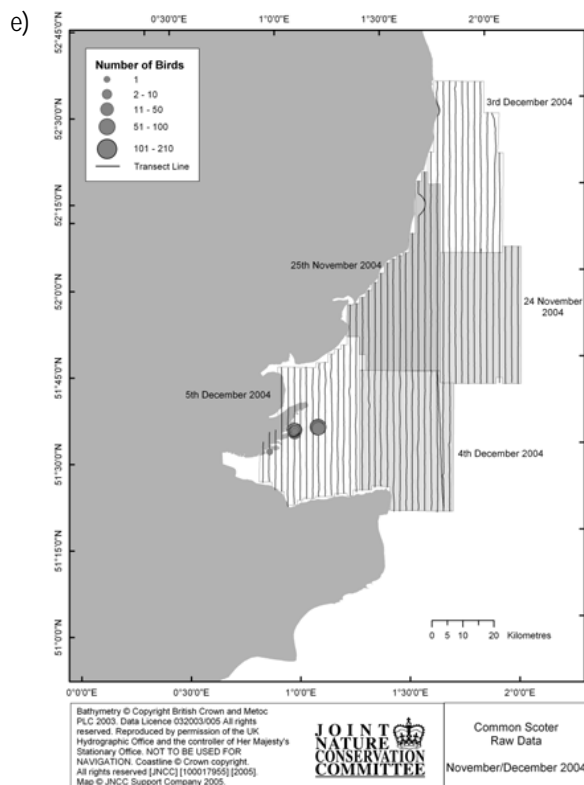 e)
0°30'0"E
1°0'0"E
1°30'0"E
2°0'0"E
52°45'0"N
52°30'0"N
52°15'0"N
52°0'0"N
51°45'0"N
51°30'0"N
51°15'0"N
51°0'0"N
Number of Birds
1
2 - 10
11 - 50
51 - 100
101 - 210
Transect Line
3rd December 2004
25th November 2004
24 November
2004
5th December 2004
4th December 2004
0 5 10 20 Kilometres
0°0'0"E
0°30'0"E
1°0'0"E
1°30'0"E
2°0'0"E
Bathymetry © Copyright British Crown and Metoc
PLC 2003. Data Licence 032003/005 All rights
reserved. Reproduced by permission of the UK
Hydrographic Office and the controller of Her Majesty's
Stationary Office. NOT TO BE USED FOR
NAVIGATION. Coastline © Crown copyright.
All rights reserved [JNCC] [100017955] [2005].
Map © JNCC Support Company 2005.
JOINT
NATURE
CONSERVATION
COMMITTEE
Common Scoter
Raw Data
November/December 2004